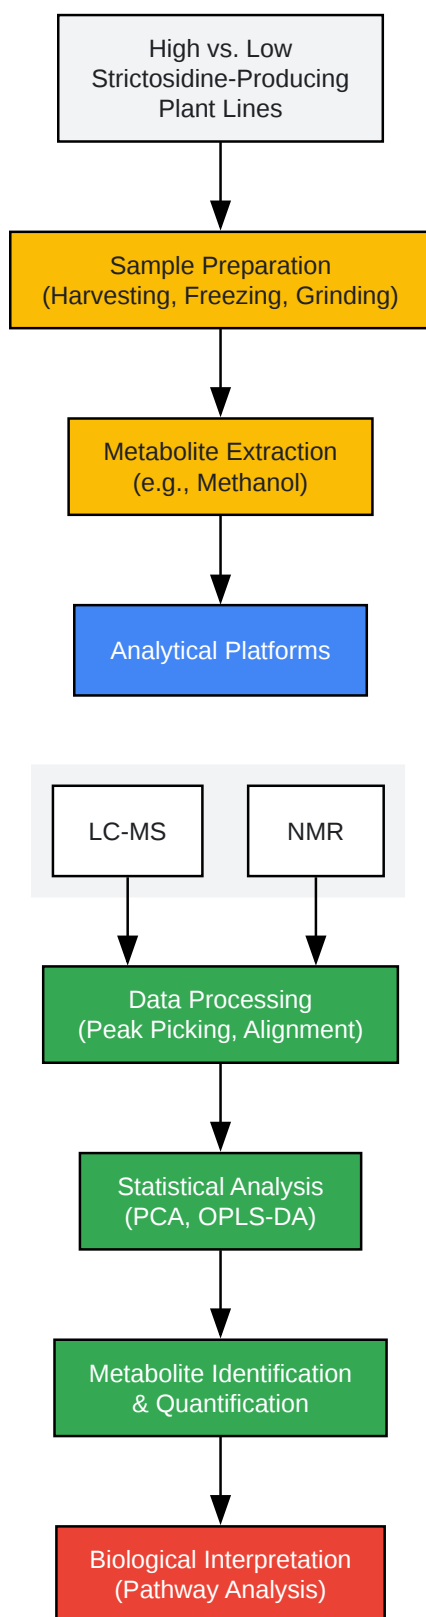 High vs. Low
Strictosidine-Producing
Plant Lines
Sample Preparation
(Harvesting, Freezing, Grinding)
Metabolite Extraction
(e.g., Methanol)
Analytical Platforms
LC-MS
NMR
Data Processing
(Peak Picking, Alignment)
Statistical Analysis
(PCA, OPLS-DA)
Metabolite Identification
& Quantification
Biological Interpretation
(Pathway Analysis)